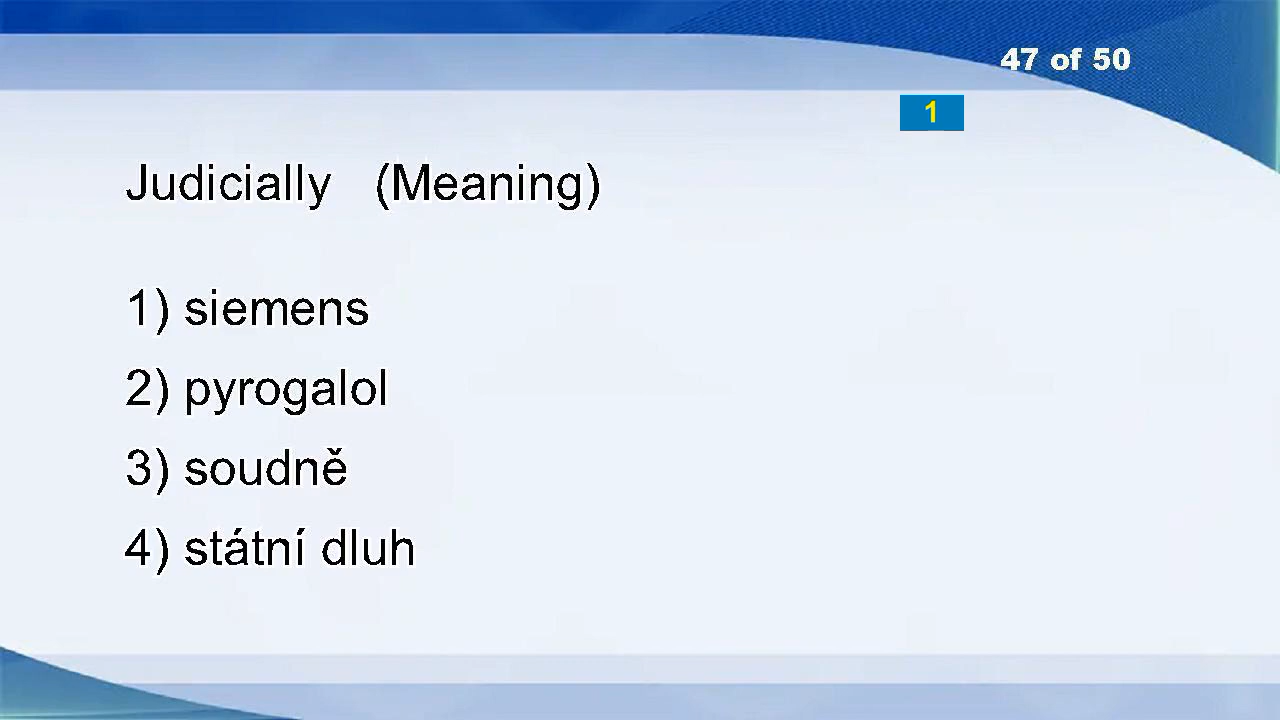 47 of 50
1
Judicially (Meaning)
1) siemens
2) pyrogalol
3) soudně
4) státní dluh